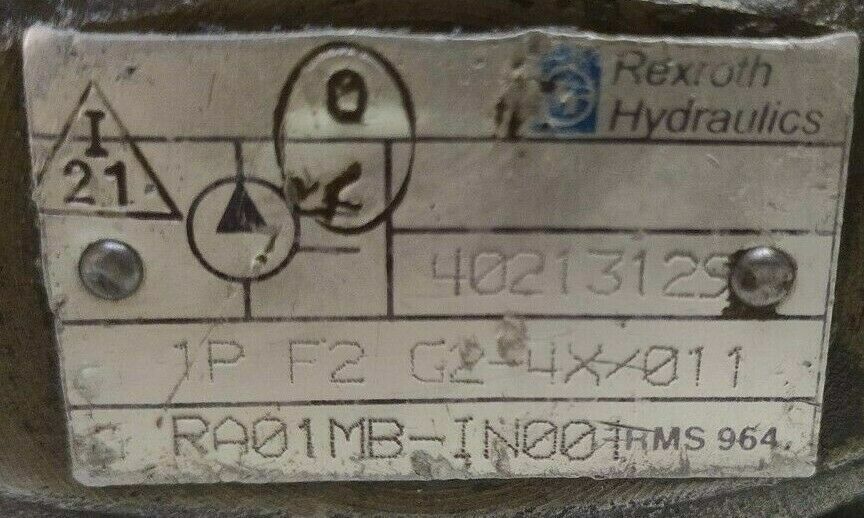 Rexroth
Hydraulics
0
I
21
40213129
1P F2 G2-4X/011
RA01MB-IN001
RMS 964